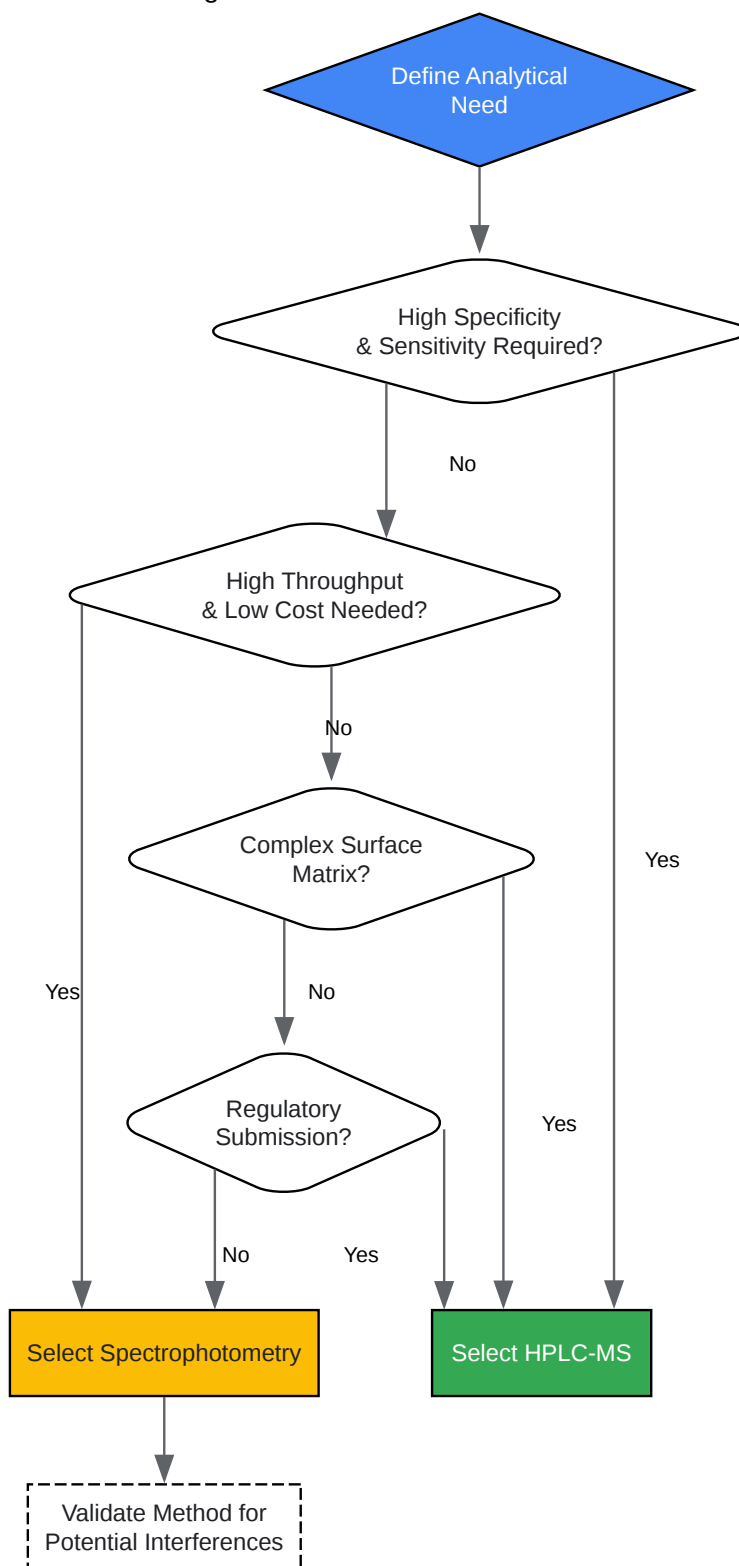 Define Analytical
Need
High Specificity
& Sensitivity Required?
No
High Throughput
& Low Cost Needed?
No
Complex Surface
Matrix?
Yes
Yes
No
Regulatory
Submission?
Yes
No
Yes
Select Spectrophotometry
Select HPLC-MS
Validate Method for
Potential Interferences